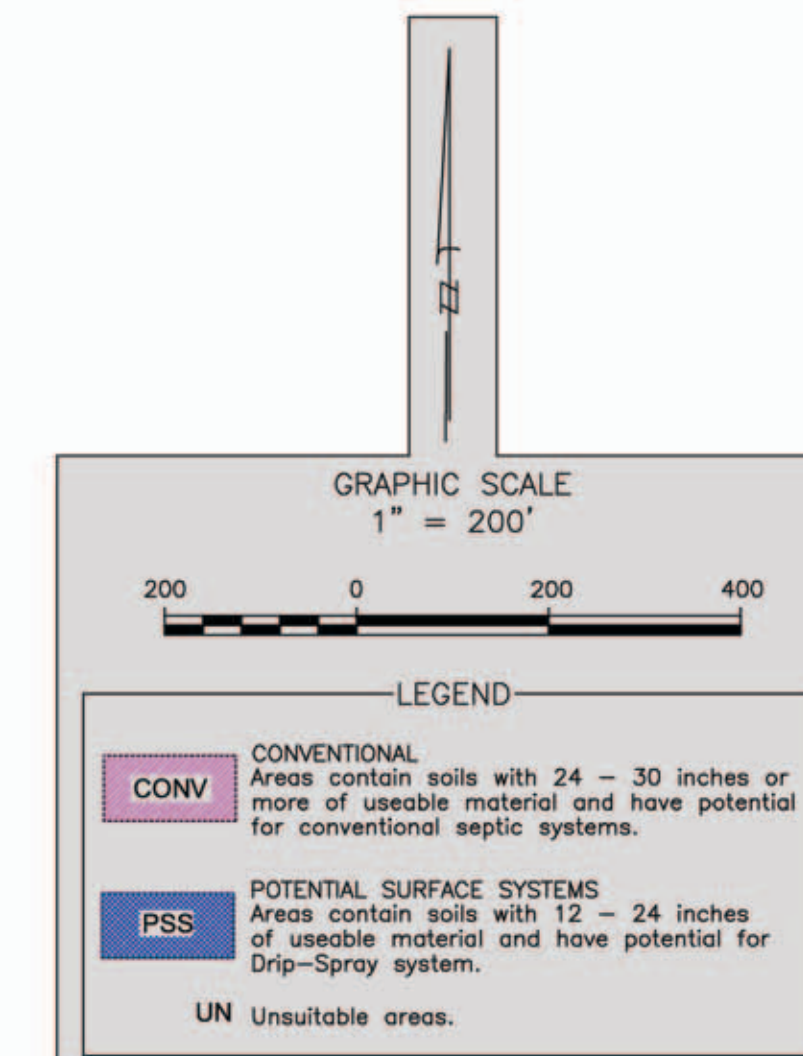 N
GRAPHIC SCALE
1" = 200'
200 0 200 400
LEGEND
CONV
CONVENTIONAL
Areas contain soils with 24 – 30 inches or
more of useable material and have potential
for conventional septic systems.
PSS
POTENTIAL SURFACE SYSTEMS
Areas contain soils with 12 – 24 inches
of useable material and have potential for
Drip–Spray system.
UN Unsuitable areas.